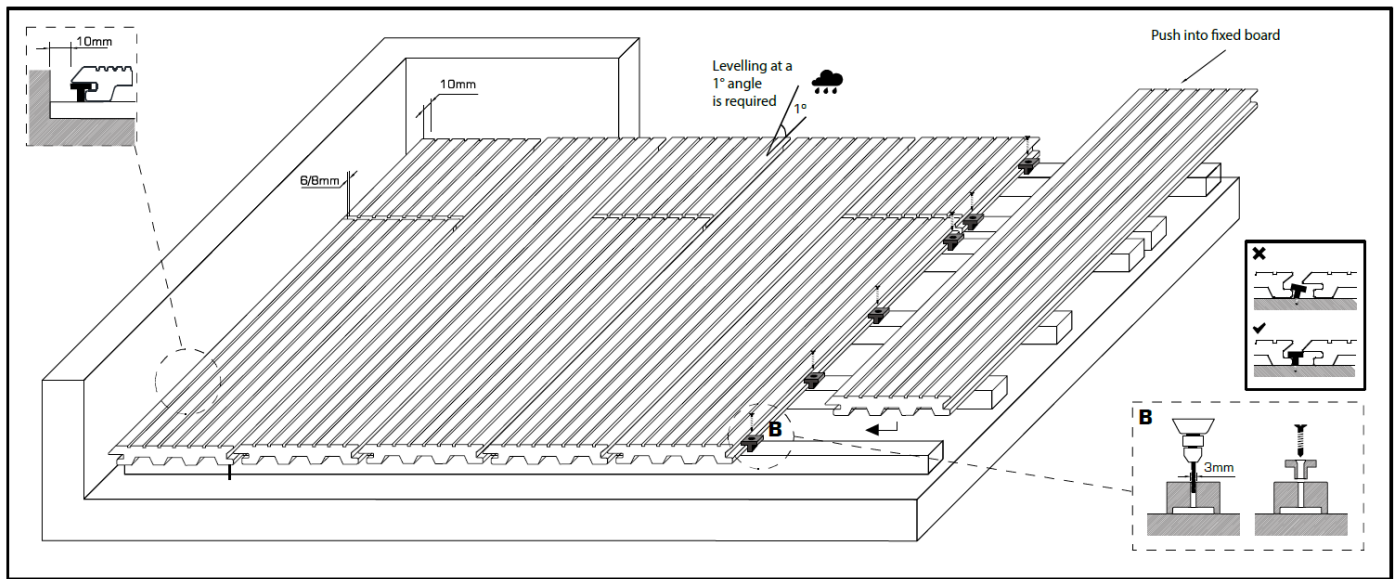 10mm
10mm
6/8mm
Levelling at a
1° angle
is required
1°
Push into fixed board
B
B
3mm